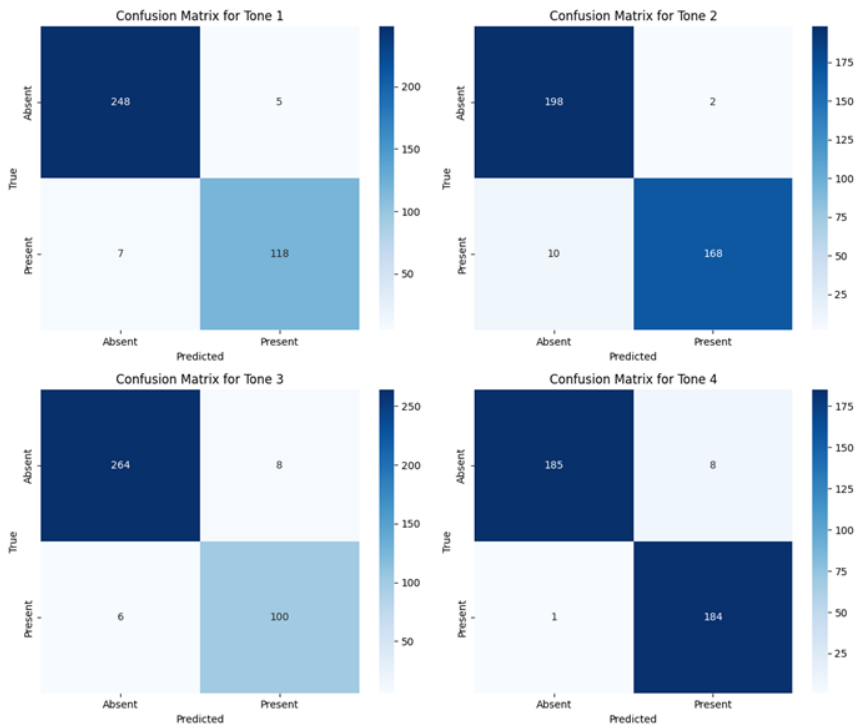 Confusion Matrix for Tone 1
Absent
Present
True
248
5
7
118
Absent
Present
Predicted
200
150
100
50
Confusion Matrix for Tone 2
Absent
Present
True
198
2
10
168
Absent
Present
Predicted
175
150
125
100
75
50
25
Confusion Matrix for Tone 3
Absent
Present
True
264
8
6
100
Absent
Present
Predicted
250
200
150
100
50
Confusion Matrix for Tone 4
Absent
Present
True
185
8
1
184
Absent
Present
Predicted
175
150
125
100
75
50
25